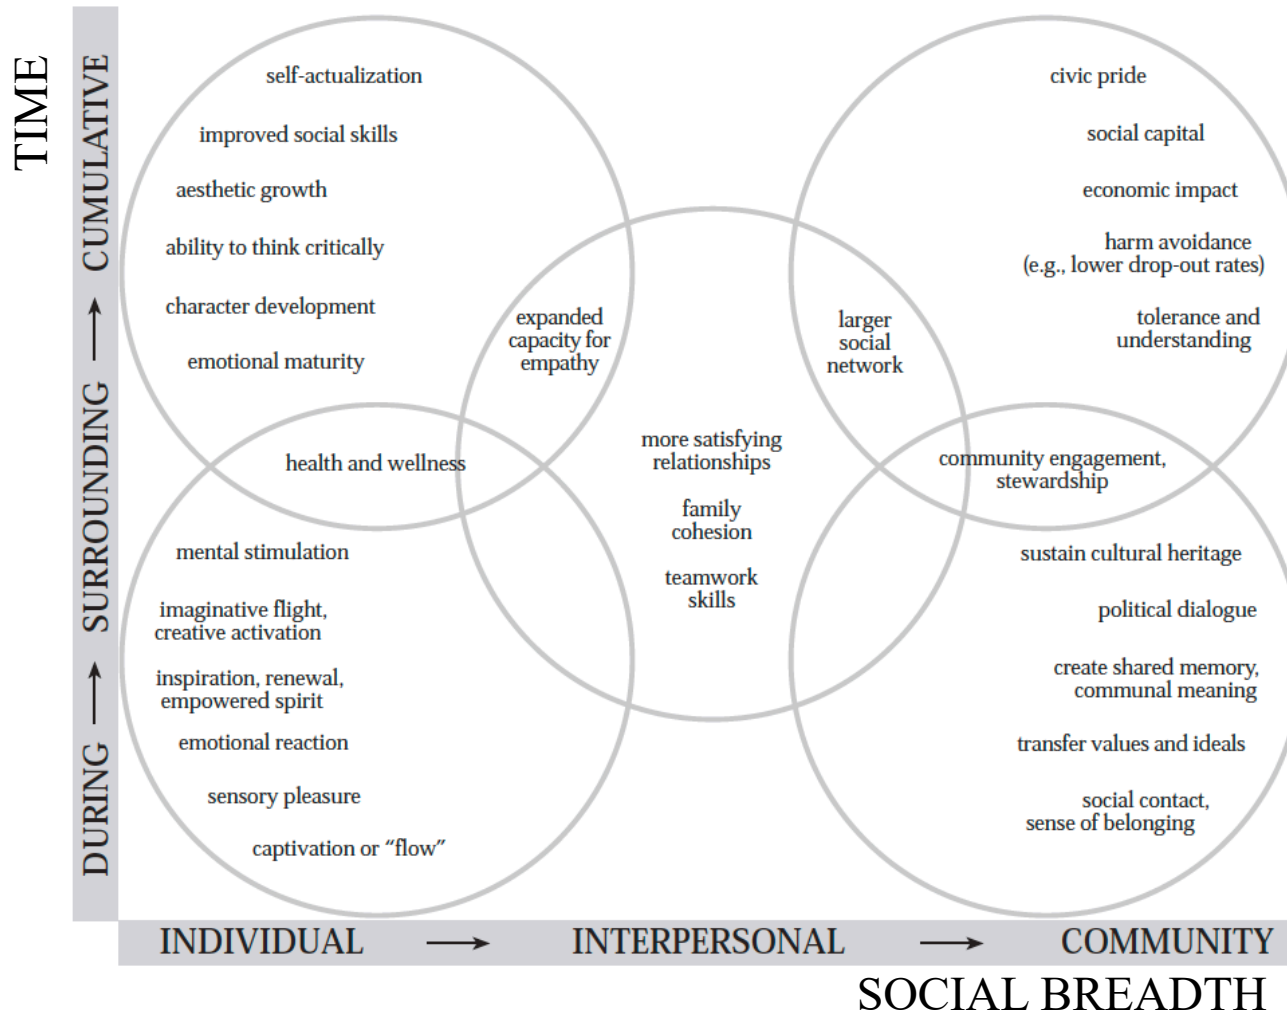 TIME
CUMULATIVE
SURROUNDING
DURING
self-actualization
improved social skills
aesthetic growth
ability to think critically
character development
emotional maturity
expanded
capacity for
empathy
health and wellness
mental stimulation
imaginative flight,
creative activation
inspiration, renewal,
empowered spirit
emotional reaction
sensory pleasure
captivation or “flow”
more satisfying
relationships
family
cohesion
teamwork
skills
larger
social
network
civic pride
social capital
economic impact
harm avoidance
(e.g., lower drop-out rates)
tolerance and
understanding
community engagement,
stewardship
sustain cultural heritage
political dialogue
create shared memory,
communal meaning
transfer values and ideals
social contact,
sense of belonging
INDIVIDUAL → INTERPERSONAL → COMMUNITY
SOCIAL BREADTH